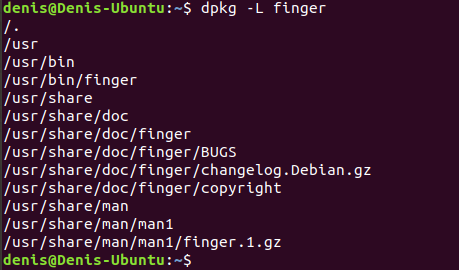 denis@Denis-Ubuntu:~$ dpkg -L finger
/.
/usr
/usr/bin
/usr/bin/finger
/usr/share
/usr/share/doc
/usr/share/doc/finger
/usr/share/doc/finger/BUGS
/usr/share/doc/finger/changelog.Debian.gz
/usr/share/doc/finger/copyright
/usr/share/man
/usr/share/man/man1
/usr/share/man/man1/finger.1.gz
denis@Denis-Ubuntu:~$